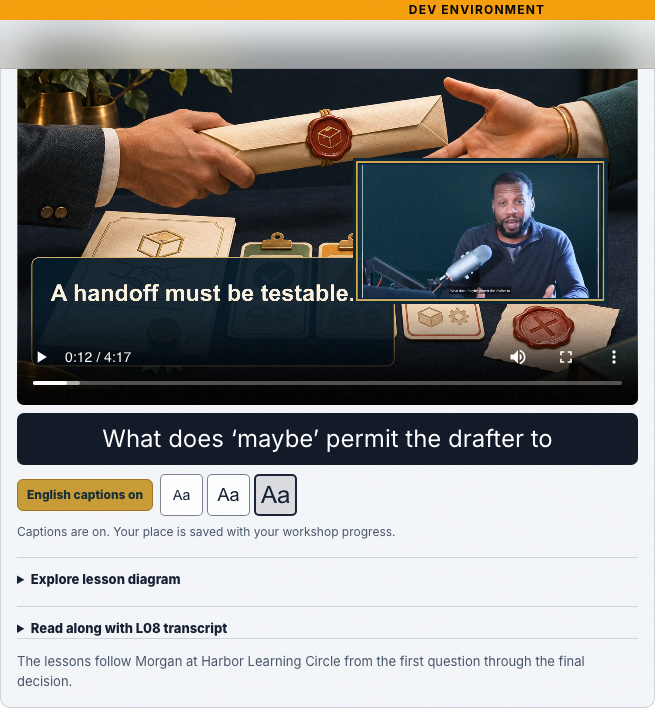 DEV ENVIRONMENT
A handoff must be testable.
0:12 / 4:17
What does ‘maybe’ permit the drafter to
English captions on
Aa
Aa
Aa
Captions are on. Your place is saved with your workshop progress.
Explore lesson diagram
Read along with L08 transcript
The lessons follow Morgan at Harbor Learning Circle from the first question through the final
decision.